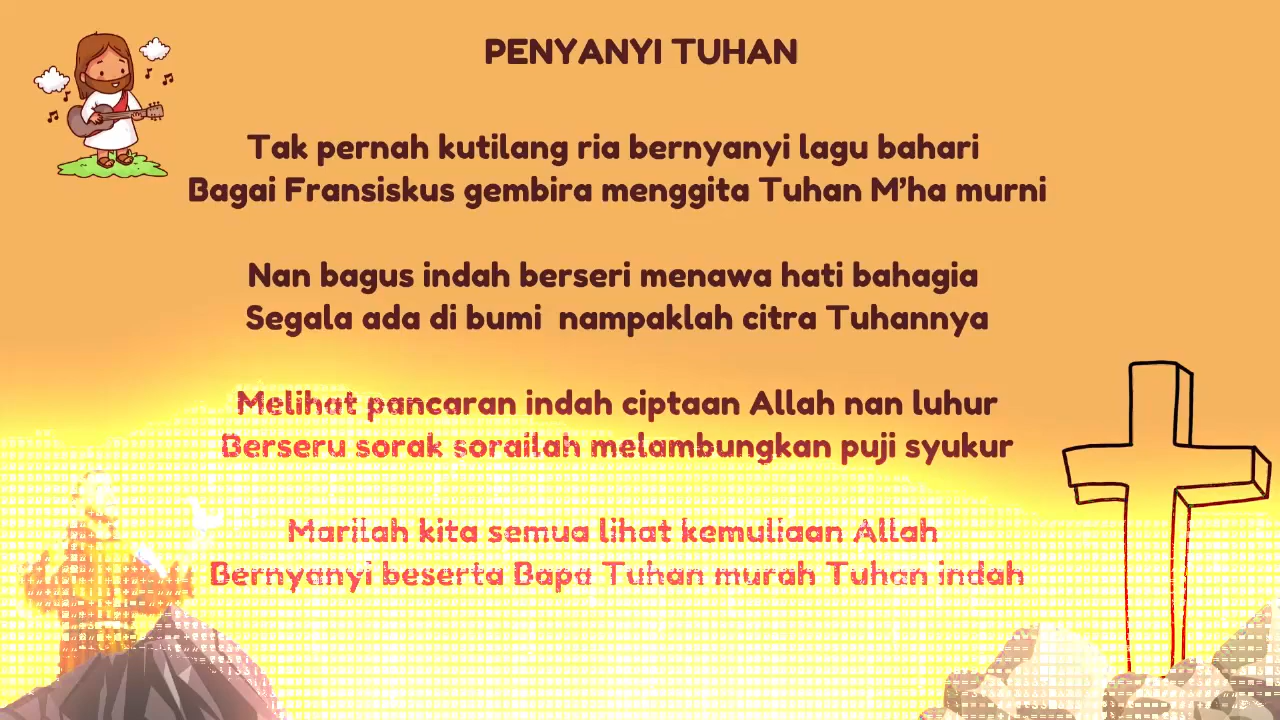 PENYANYI TUHAN
Tak pernah kutilang ria bernyanyi lagu bahari
Bagai Fransiskus gembira menggita Tuhan M’ha murni
Nan bagus indah berseri menawa hati bahagia
Segala ada di bumi nampaklah citra Tuhannya
Melihat pancaran indah ciptaan Allah nan luhur
Berseru sorak sorailah melambungkan puji syukur
Marilah kita semua lihat kemuliaan Allah
Bernyanyi beserta Bapa Tuhan murah Tuhan indah